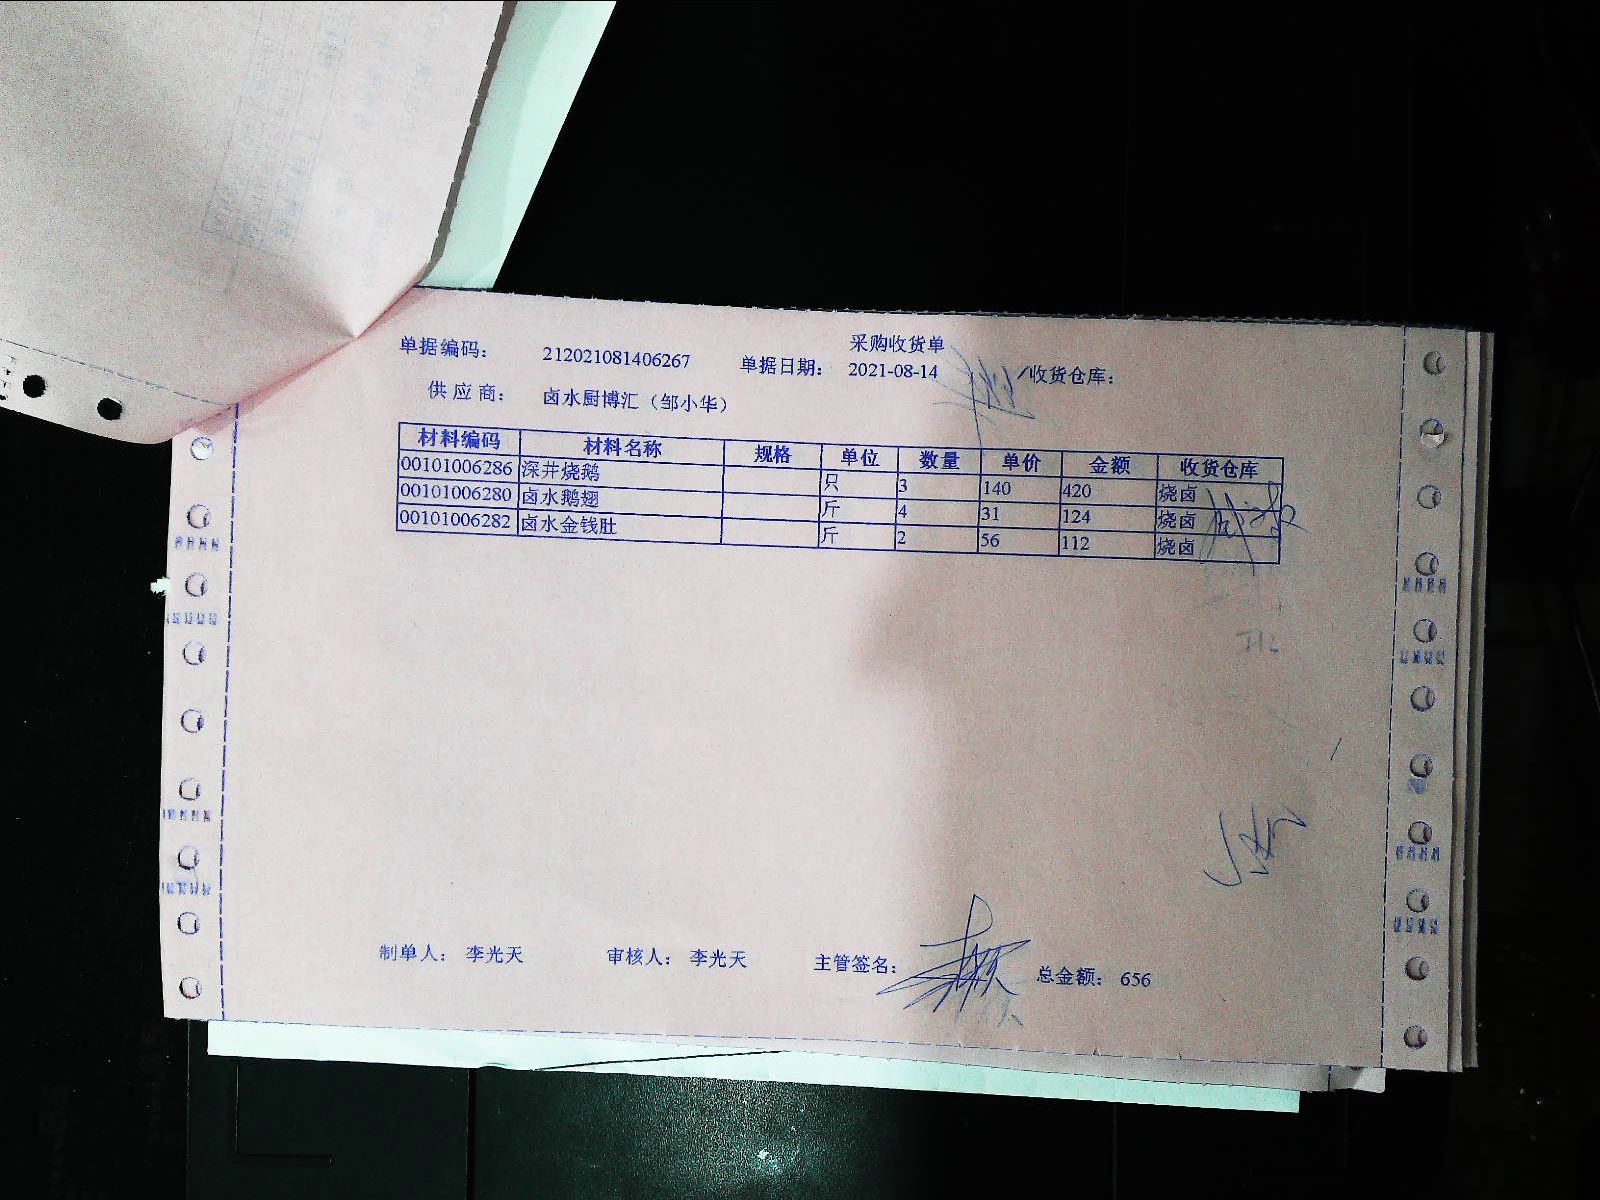 采购收货单
单据编码： 212021081406267 单据日期： 2021-08-14 收货仓库：
供应商： 卤水厨博汇（邹小华）
材料编码 材料名称 规格 单位 数量 单价 金额 收货仓库
00101006286 深井烧鹅 只 3 140 420 烧卤
00101006280 卤水鹅翅 斤 4 31 124 烧卤
00101006282 卤水金钱肚 斤 2 56 112 烧卤
制单人： 李光天 审核人： 李光天 主管签名： 总金额： 656